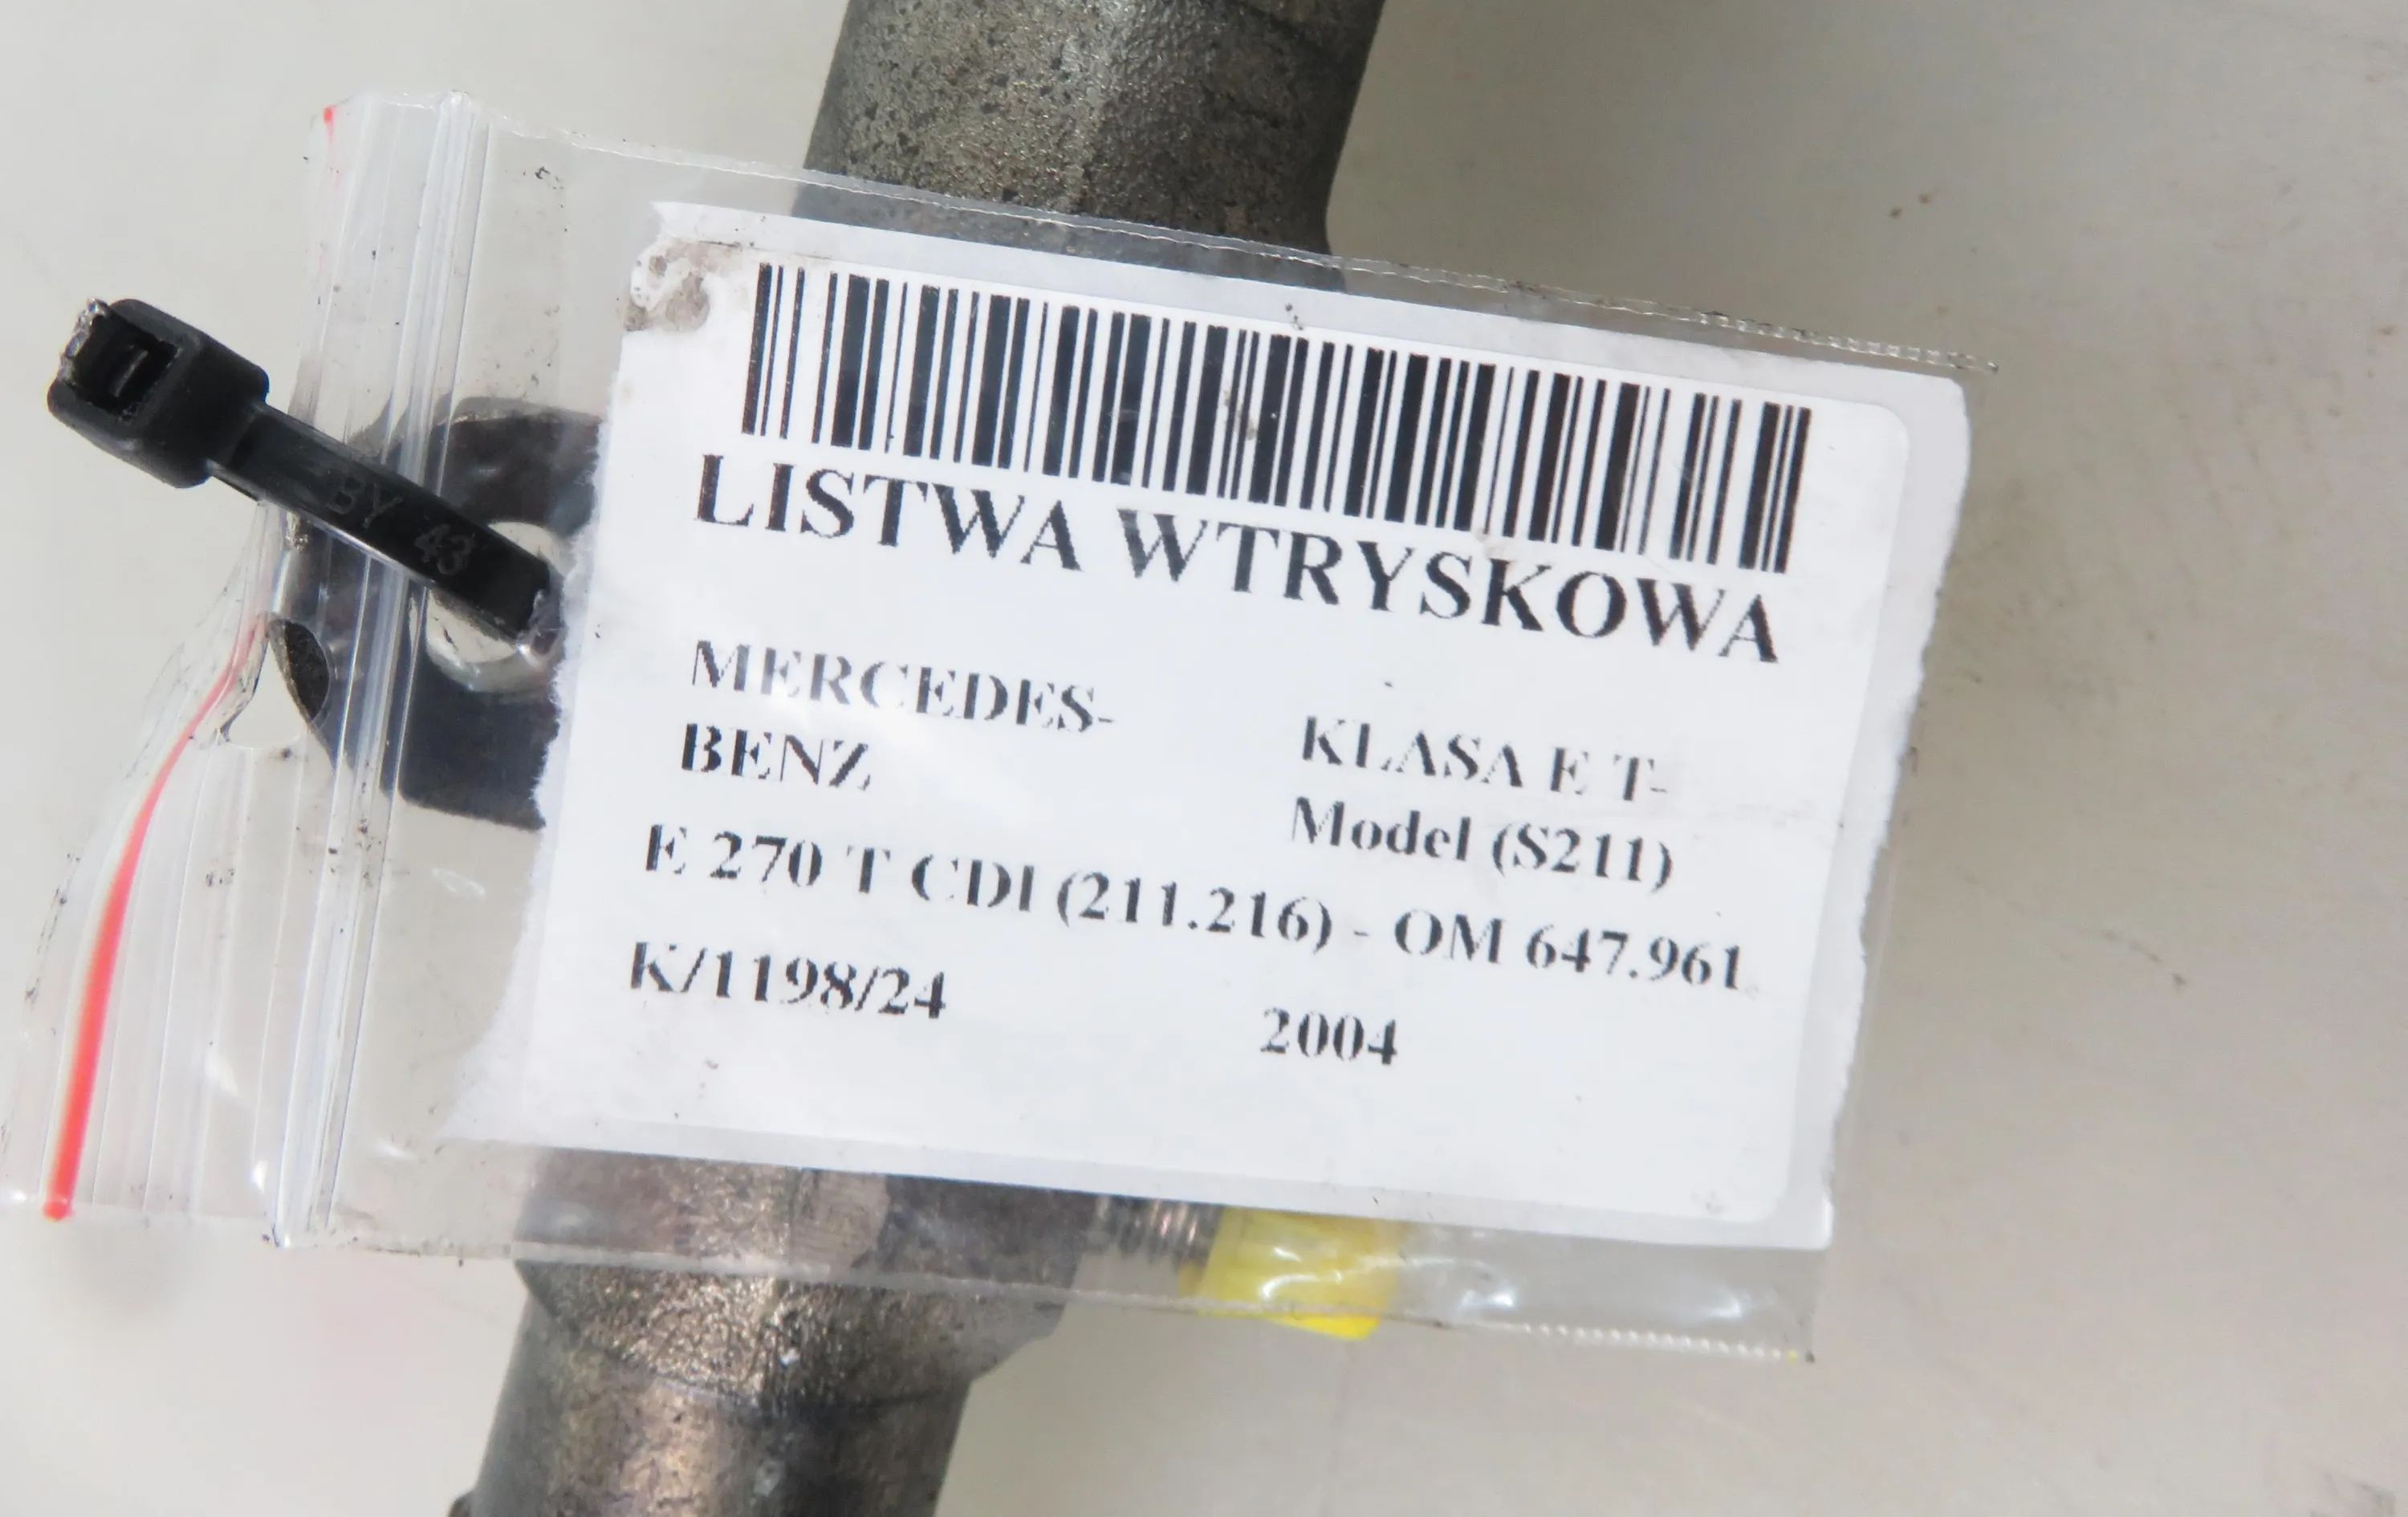 LISTWA WTRYSKOWA
MERCEDES-
BENZ
KLASA E T-
Model (S211)
E 270 T CDI (211.216) - OM 647.961
K/1198/24
2004
BY 43